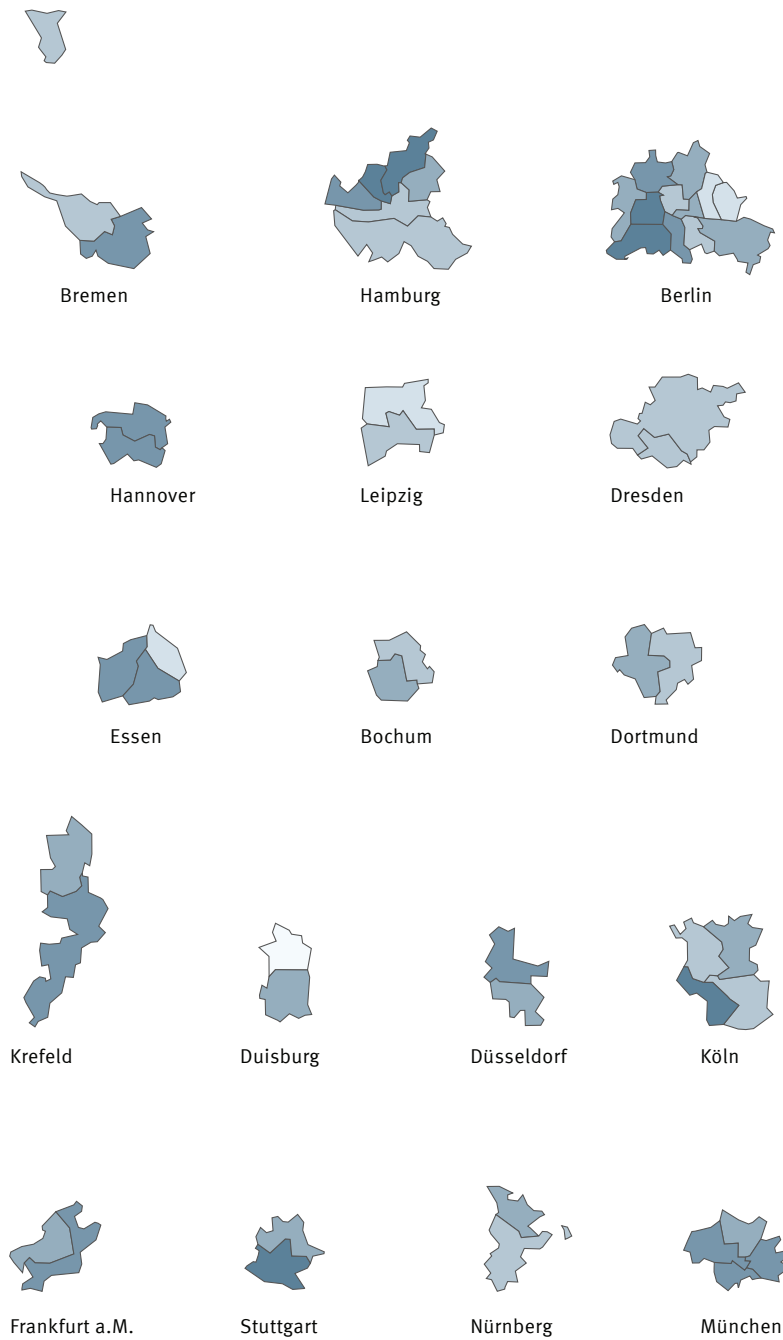 Bremen
Hamburg
Berlin
Hannover
Leipzig
Dresden
Essen
Bochum
Dortmund
Krefeld
Duisburg
Düsseldorf
Köln
Frankfurt a.M.
Stuttgart
Nürnberg
München